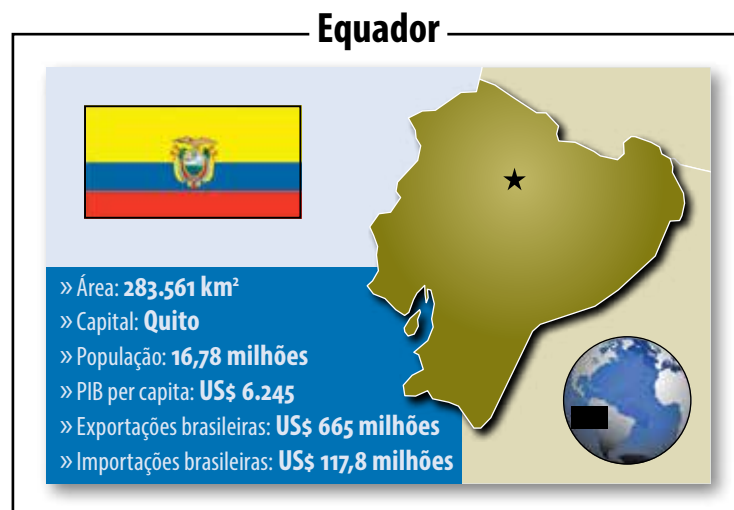 Equador
» Área: 283.561 km²
» Capital: Quito
» População: 16,78 milhões
» PIB per capita: US$ 6.245
» Exportações brasileiras: US$ 665 milhões
» Importações brasileiras: US$ 117,8 milhões